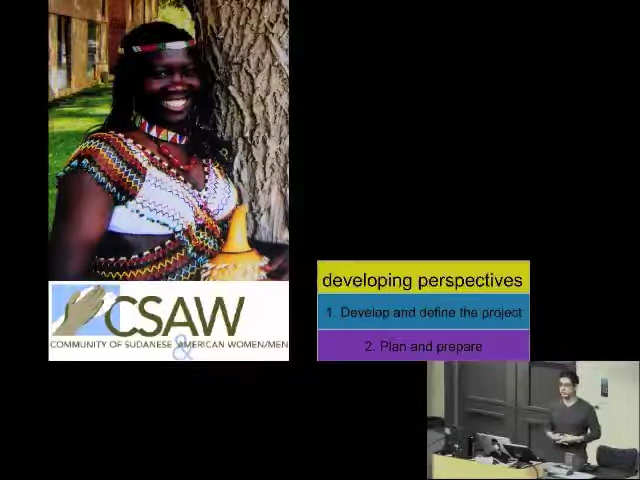 CSAW
COMMUNITY OF SUDANESE & AMERICAN WOMEN/MEN
developing perspectives
1. Develop and define the project
2. Plan and prepare